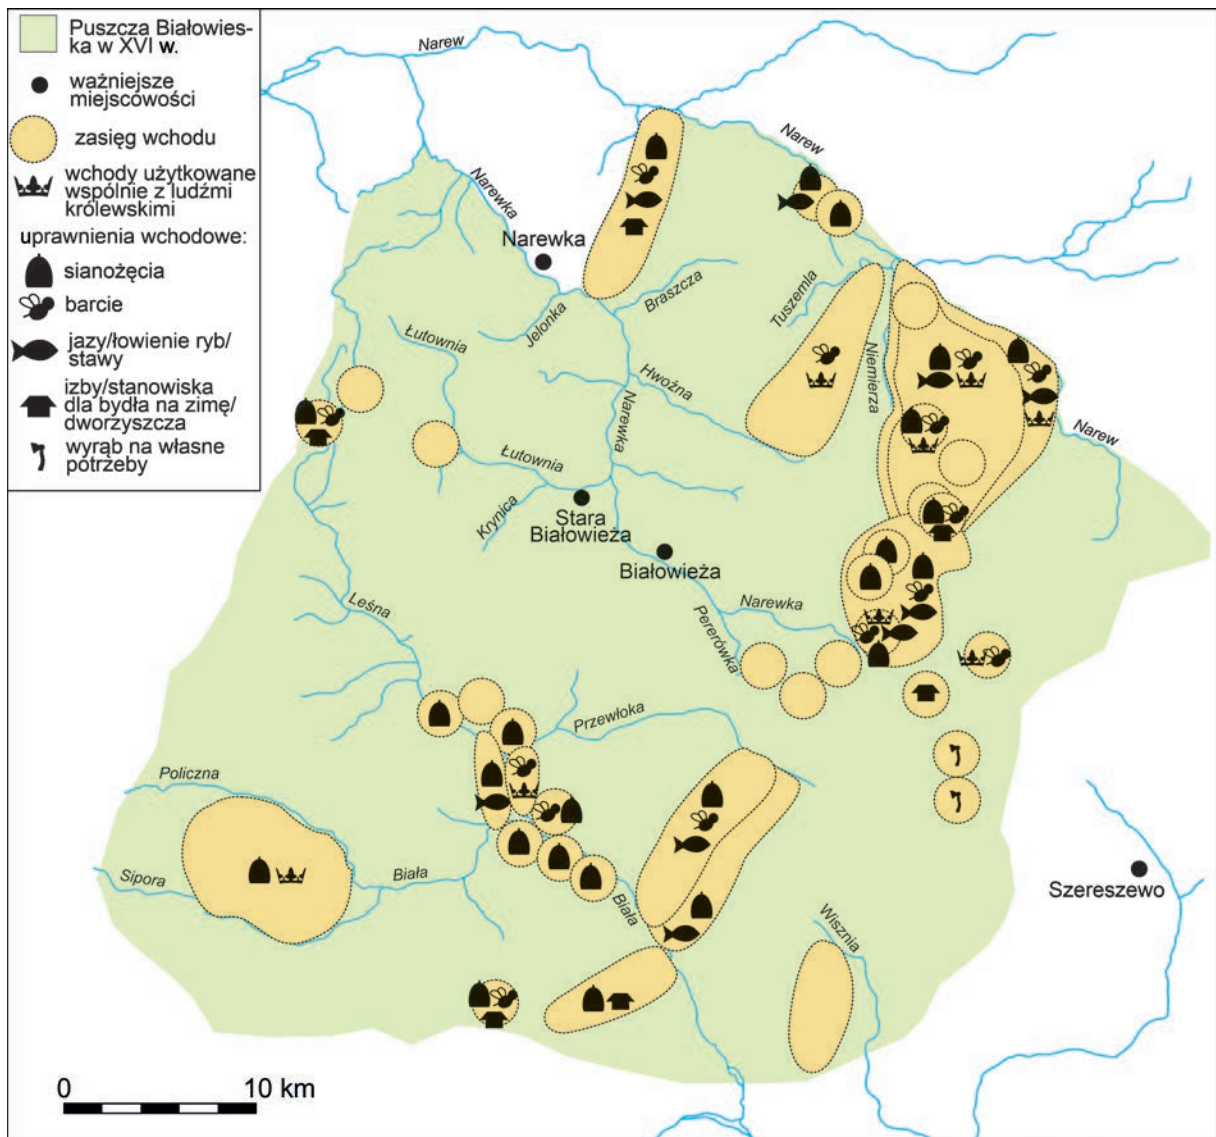 Puszcza Białowies-
ka w XVI w.
ważniejsze
miejscowości
zasięg wchodu
wchody użytkowane
wspólnie z ludźmi
królewskimi
uprawnienia wchodowe:
sianożęcia
barcie
jazy/łowienie ryb/
stawy
izby/stanowiska
dla bydła na zimę/
dworzyszcza
wyrąb na własne
potrzeby
Narew
Narew
Narewka
Narewka
Braszcza
Jelonka
Tuszemla
Łutownia
Hwoźna
Niemierza
Narewka
Narew
Łutownia
Krynica
Stara
Białowieża
Białowieża
Leśna
Narewka
Pererówka
Przewłoka
Policzna
Sipora
Biała
Biała
Wisznia
Szereszewo
0 10 km